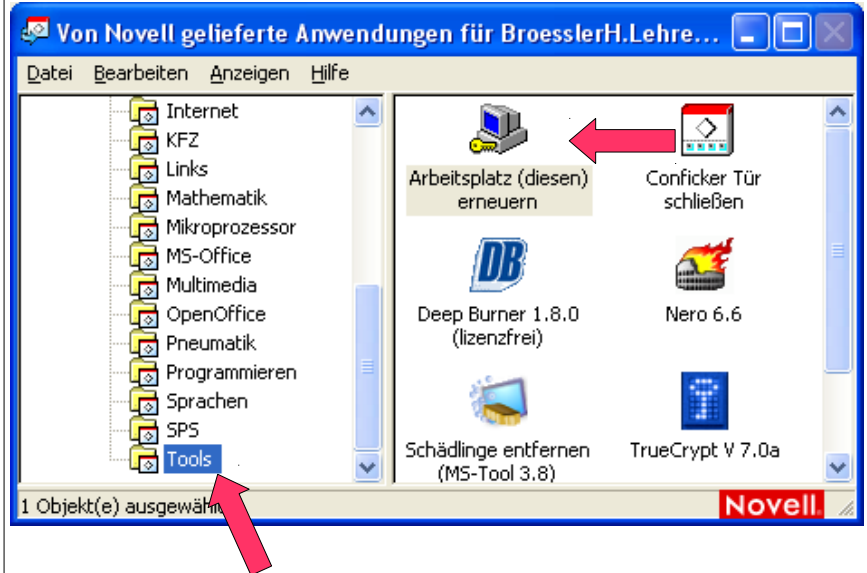 Von Novell gelieferte Anwendungen für BroesslerH.Lehre...
Datei Bearbeiten Anzeigen Hilfe
Internet
KFZ
Links
Mathematik
Mikroprozessor
MS-Office
Multimedia
OpenOffice
Pneumatik
Programmieren
Sprachen
SPS
Tools
Arbeitsplatz (diesen)
erneuern
Conficker Tür
schließen
DB
Deep Burner 1.8.0
(lizenzfrei)
Nero 6.6
Schädlinge entfernen
(MS-Tool 3.8)
T
TrueCrypt V 7.0a
1 Objekt(e) ausgewähl
Novell.